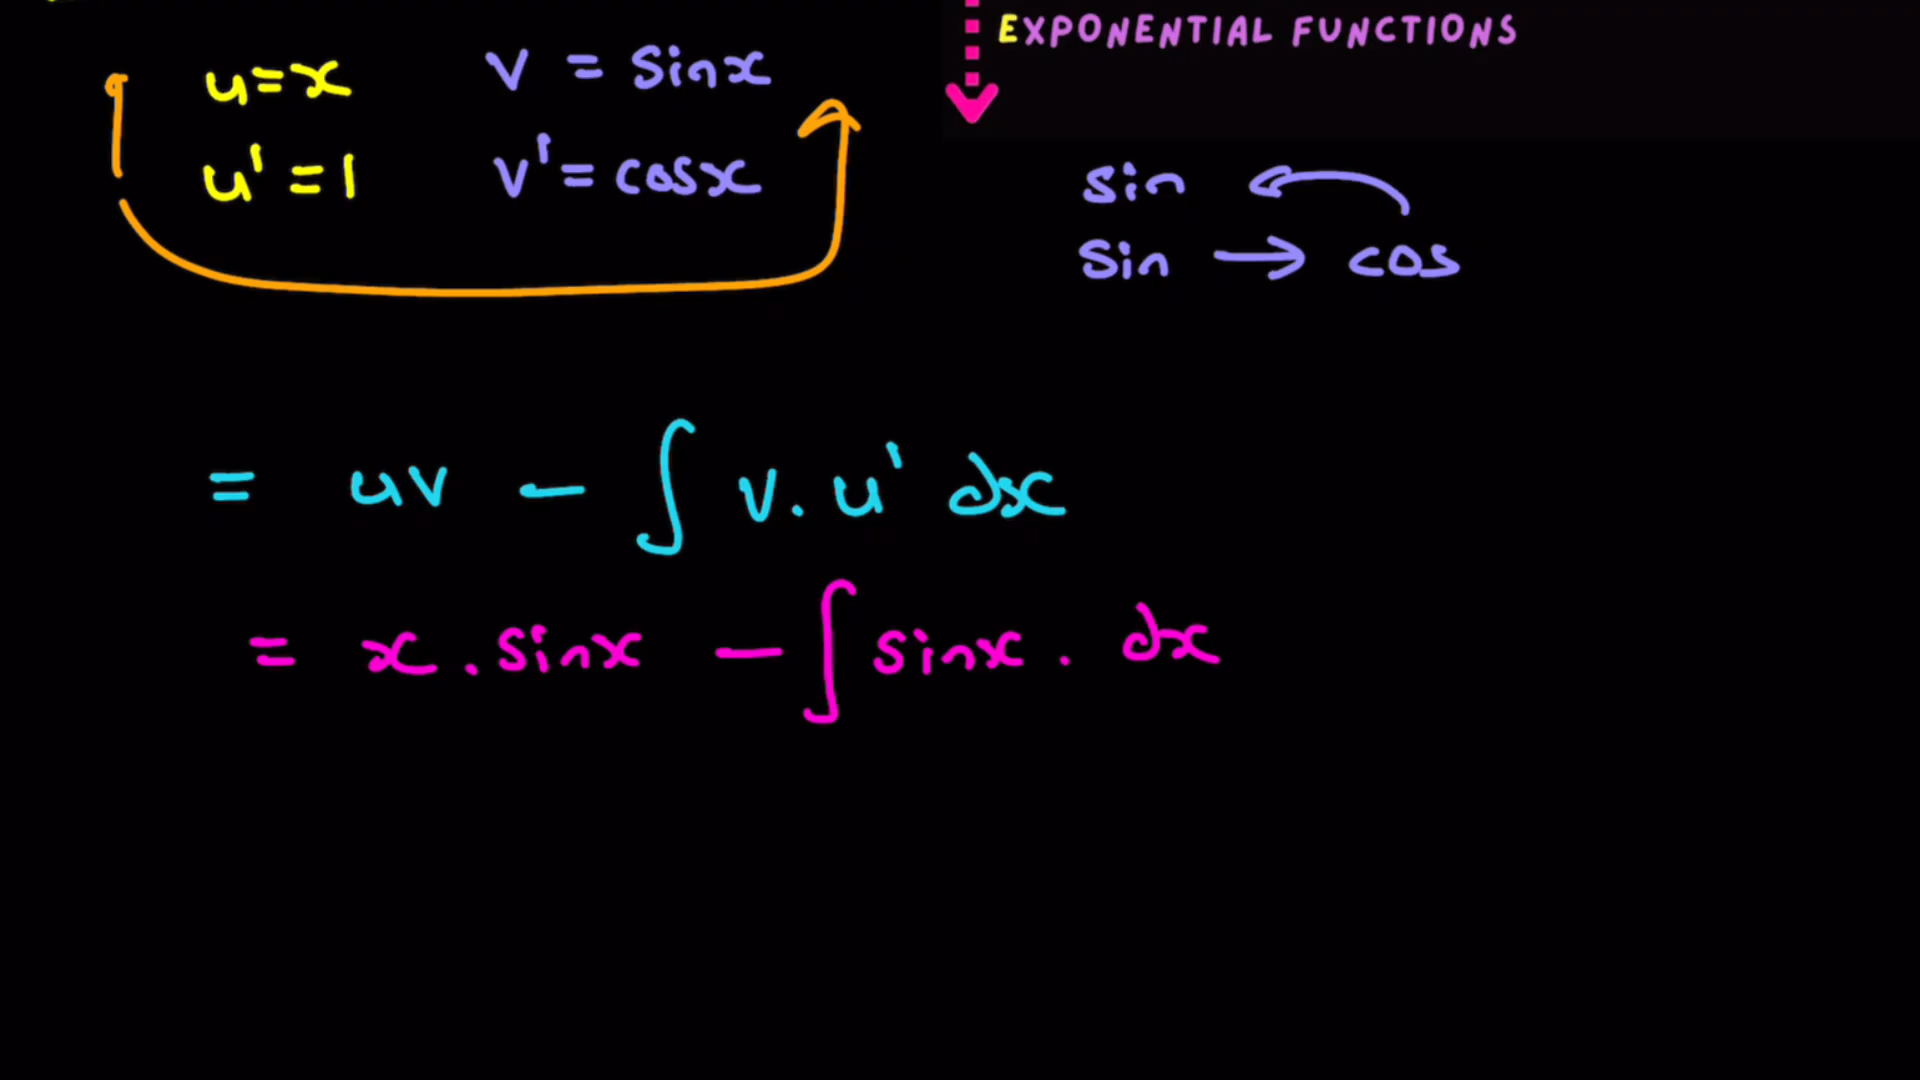 EXPONENTIAL FUNCTIONS
u=x v = sinx
u' = 1 v' = cosx
sin
sin → cos
= uv − ∫ v. u' dx
= x . sinx − ∫ sinx . dx